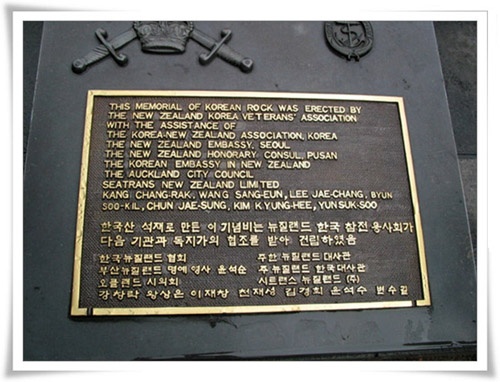 THIS MEMORIAL OF KOREAN ROCK WAS ERECTED BY
THE NEW ZEALAND KOREA VETERANS' ASSOCIATION
WITH THE ASSISTANCE OF
THE KOREA-NEW ZEALAND ASSOCIATION, KOREA
THE NEW ZEALAND EMBASSY, SEOUL
THE NEW ZEALAND HONORARY CONSUL, PUSAN
THE KOREAN EMBASSY IN NEW ZEALAND
THE AUCKLAND CITY COUNCIL
SEATRANS NEW ZEALAND LIMITED
KANG CHANG-RAK, WANG SANG-EUN, LEE JAE-CHANG, BYUN
SOO-KIL, CHUN JAE-SUNG, KIM KYUNG-HEE, YUN SUK-SOO
한국산 석재로 만든 이 기념비는 뉴질랜드 한국 참전 용사회가
다음 기관과 독지가의 협조를 받아 건립하였음
한국뉴질랜드 협회 주한 뉴질랜드 대사관
부산뉴질랜드 명예 영사 윤석순 주 뉴질랜드 한국대사관
오클랜드 시의회 시트런스 뉴질랜드 (주)
강창락 왕상은 이재창 천재성 김경희 윤석수 변수길